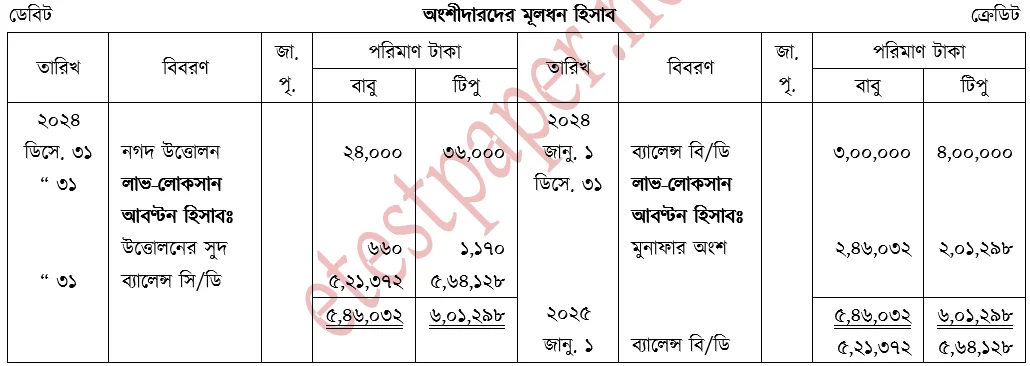 ডেবিট অংশীদারদের মূলধন হিসাব ক্রেডিট
তারিখ বিবরণ জা. পৃ. পরিমাণ টাকা তারিখ বিবরণ জা. পৃ. পরিমাণ টাকা
বাবু টিপু বাবু টিপু
২০২৪ ২০২৪
ডিসে. ৩১ নগদ উত্তোলন ২৪,০০০ ৩৬,০০০ জানু. ১ ব্যালেন্স বি/ডি ৩,০০,০০০ ৪,০০,০০০
“ ৩১ লাভ-লোকসান ডিসে. ৩১ লাভ-লোকসান
আবণ্টন হিসাবঃ আবণ্টন হিসাবঃ
উত্তোলনের সুদ ৬৬০ ১,১৭০ মুনাফার অংশ ২,৪৬,০৩২ ২,০১,২৯৮
“ ৩১ ব্যালেন্স সি/ডি ৫,২১,৩৭২ ৫,৬৪,১২৮
৫,৪৬,০৩২ ৬,০১,২৯৮ ২০২৫ ৫,৪৬,০৩২ ৬,০১,২৯৮
জানু. ১ ব্যালেন্স বি/ডি ৫,২১,৩৭২ ৫,৬৪,১২৮